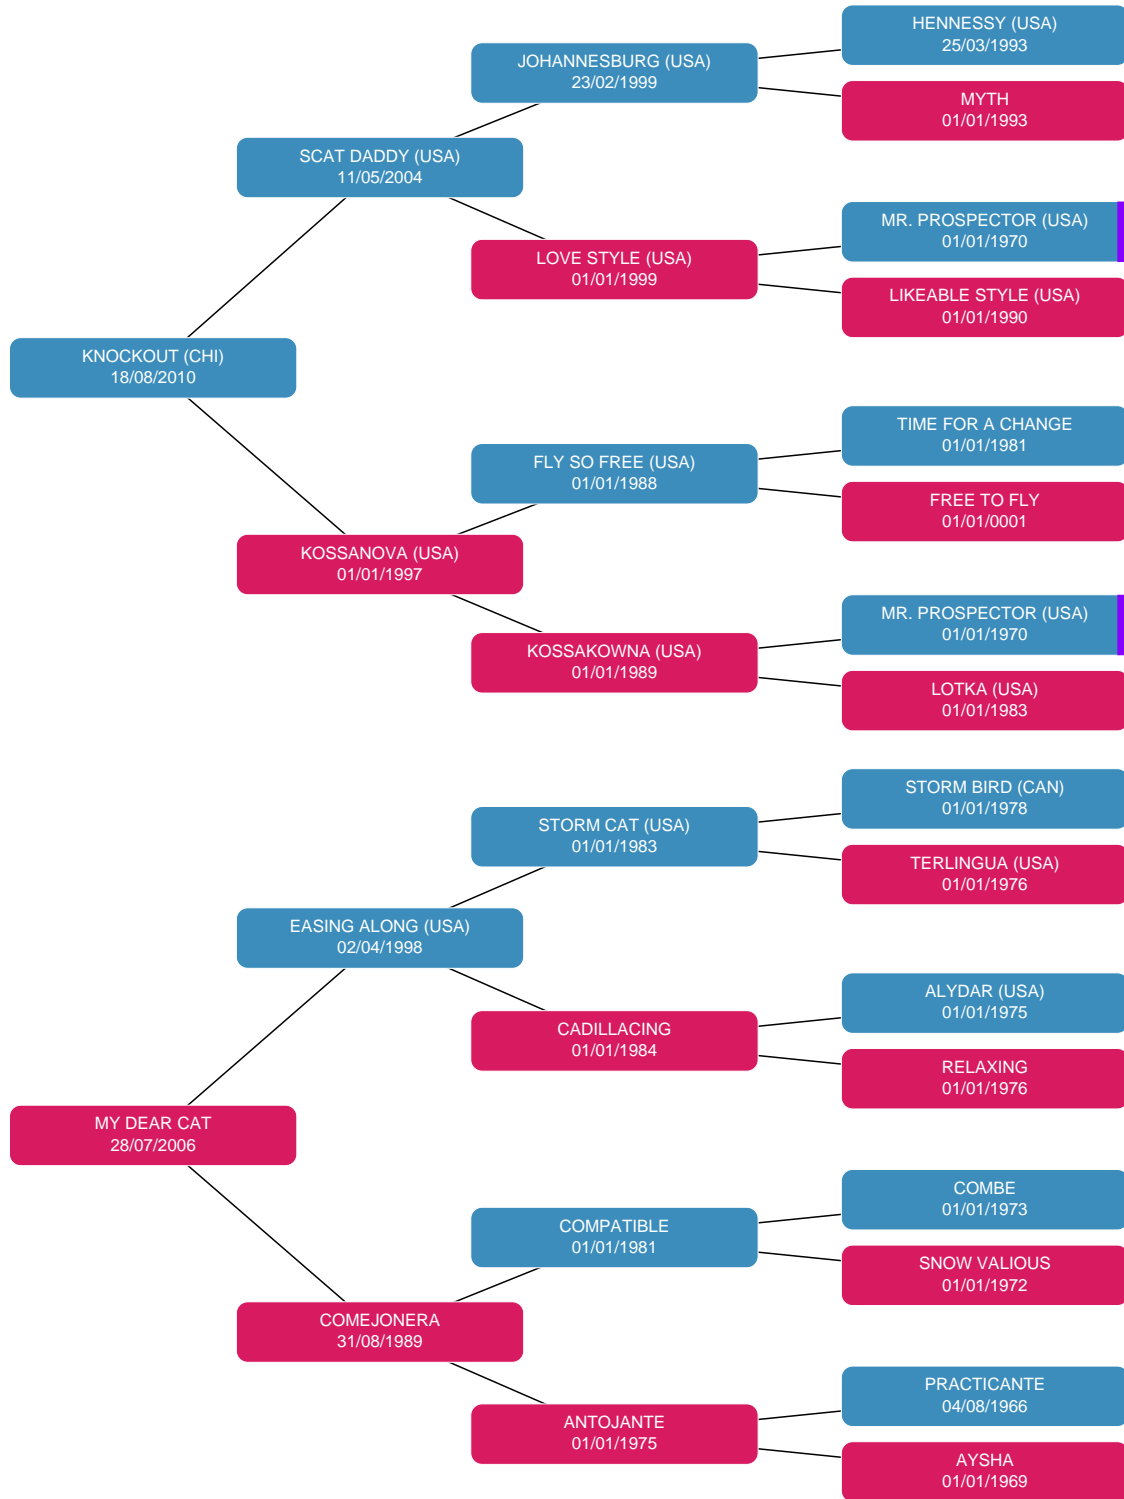 HENNESSY (USA)
25/03/1993
JOHANNESBURG (USA)
23/02/1999
MYTH
01/01/1993
SCAT DADDY (USA)
11/05/2004
MR. PROSPECTOR (USA)
01/01/1970
LOVE STYLE (USA)
01/01/1999
LIKEABLE STYLE (USA)
01/01/1990
KNOCKOUT (CHI)
18/08/2010
TIME FOR A CHANGE
01/01/1981
FLY SO FREE (USA)
01/01/1988
FREE TO FLY
01/01/0001
KOSSANOVA (USA)
01/01/1997
MR. PROSPECTOR (USA)
01/01/1970
KOSSAKOWNA (USA)
01/01/1989
LOTKA (USA)
01/01/1983
STORM BIRD (CAN)
01/01/1978
STORM CAT (USA)
01/01/1983
TERLINGUA (USA)
01/01/1976
EASING ALONG (USA)
02/04/1998
ALYDAR (USA)
01/01/1975
CADILLACING
01/01/1984
RELAXING
01/01/1976
MY DEAR CAT
28/07/2006
COMBE
01/01/1973
COMPATIBLE
01/01/1981
SNOW VALIOUS
01/01/1972
COMEJONERA
31/08/1989
PRACTICANTE
04/08/1966
ANTOJANTE
01/01/1975
AYSHA
01/01/1969